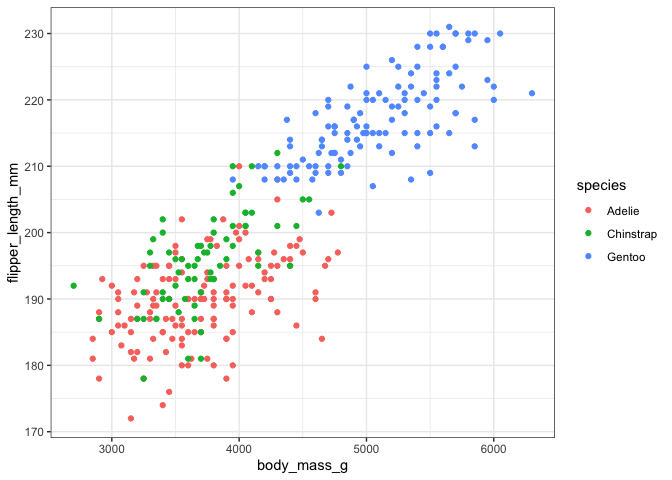 230
220
210
200
190
180
170
flipper_length_mm
3000 4000 5000 6000
body_mass_g
species
Adelie
Chinstrap
Gentoo